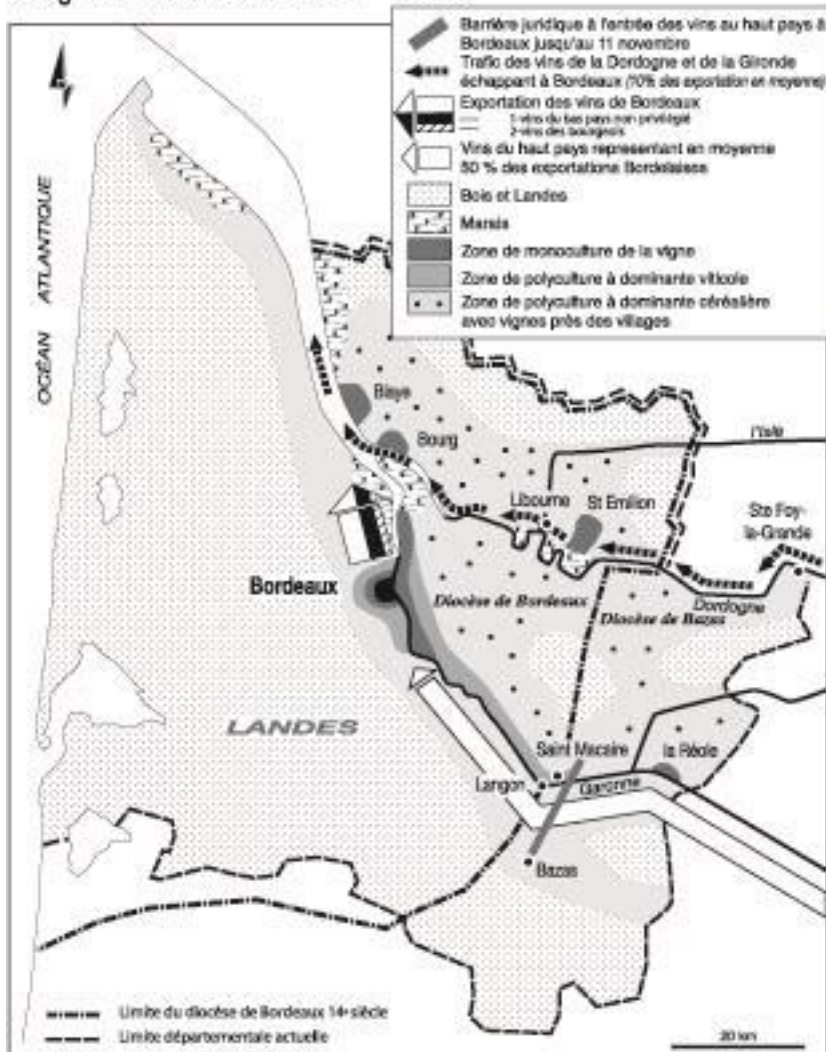 Barrière juridique à l'entrée des vins au haut pays à
Bordeaux jusqu'au 11 novembre
Trafic des vins de la Dordogne et de la Gironde
échappant à Bordeaux (10% des exportation en moyenne)
Exportation des vins de Bordeaux
1-vins du bas pays non privilégié
2-vins des bourgeois
Vins du haut pays representant en moyenne
50 % des exportations Bordelaises
Bois et Landes
Marais
Zone de monoculture de la vigne
Zone de polyculture à dominante viticole
Zone de polyculture à dominante céréalière
avec vignes près des villages
OCÉAN ATLANTIQUE
Blaye
Bourg
l'Isle
Libourne
St Emilion
Ste Foy-
la-Grande
Bordeaux
Diocèse de Bordeaux
Dordogne
Diocèse de Bazas
LANDES
Saint Macaire
la Réole
Langon
Garonne
Bazas
Limite du diocèse de Bordeaux 14e siècle
Limite départementale actuelle
20 km